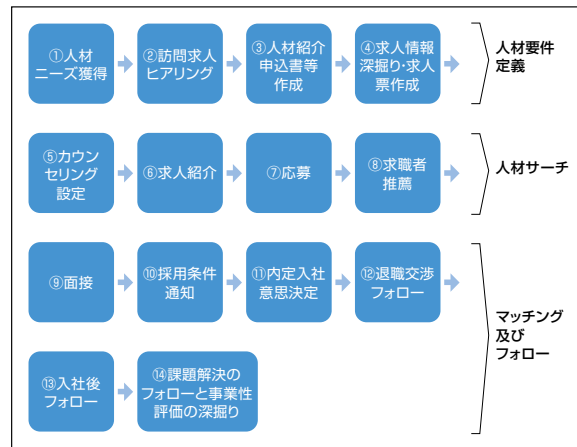 ①人材
ニーズ獲得
②訪問求人
ヒアリング
③人材紹介
申込書等
作成
④求人情報
深掘り・求人
票作成
人材要件
定義
⑤カウン
セリング
設定
⑥求人紹介
⑦応募
⑧求職者
推薦
人材サーチ
⑨面接
⑩採用条件
通知
⑪内定入社
意思決定
⑫退職交渉
フォロー
マッチング
及び
フォロー
⑬入社後
フォロー
⑭課題解決の
フォローと事業性
評価の深掘り